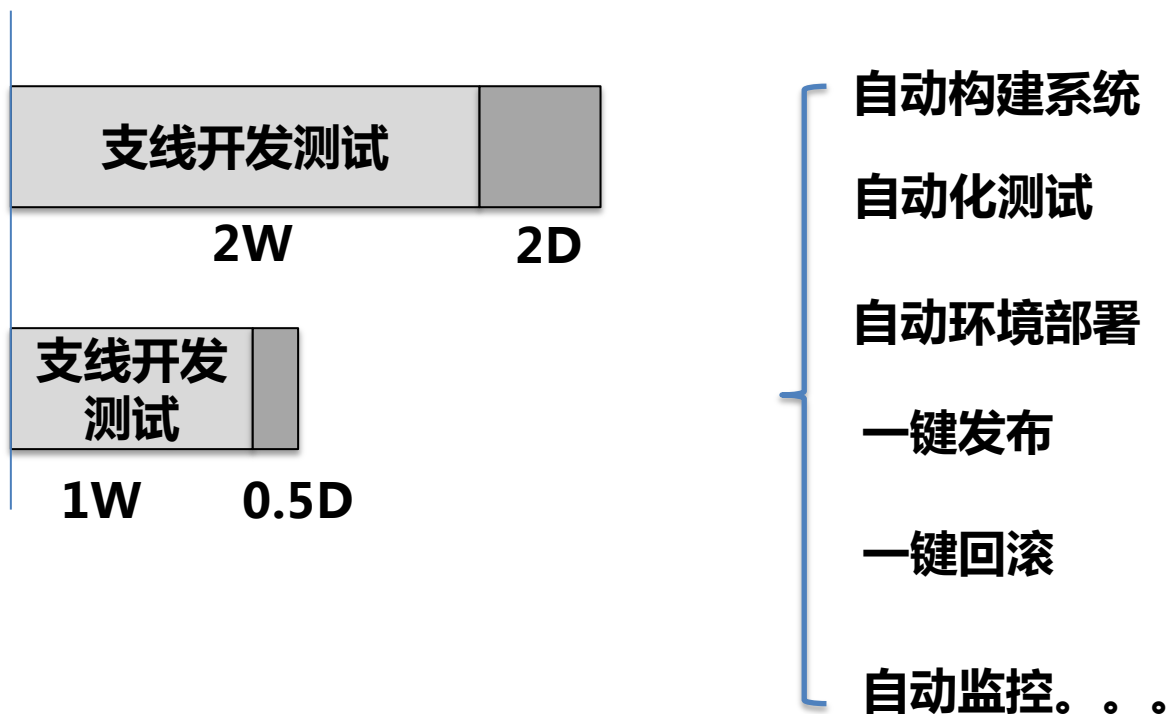 支线开发测试
2W
2D
支线开发
测试
1W
0.5D
自动构建系统
自动化测试
自动环境部署
一键发布
一键回滚
自动监控。。。